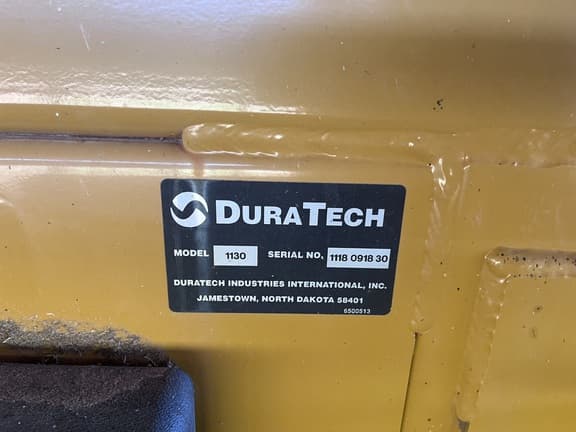 DURATECH
MODEL 1130 SERIAL NO. 1118 0918 30
DURATECH INDUSTRIES INTERNATIONAL, INC.
JAMESTOWN, NORTH DAKOTA 58401
6500513